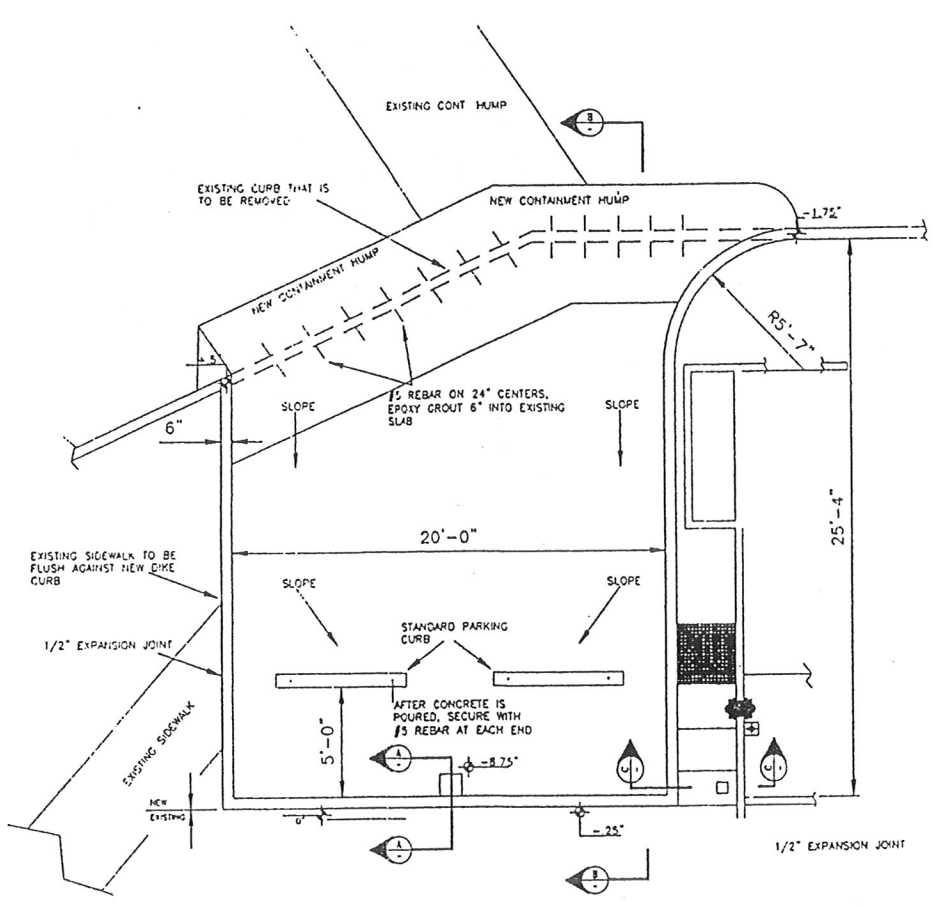 EXISTING CONT HUMP
B
-
EXISTING CURB THAT IS
TO BE REMOVED
NEW CONTAINMENT HUMP
-1.75"
NEW CONTAINMENT HUMP
R5'-7"
#5 REBAR ON 24" CENTERS,
EPOXY GROUT 6" INTO EXISTING
SLAB
SLOPE
SLOPE
6"
25'-4"
20'-0"
EXISTING SIDEWALK TO BE
FLUSH AGAINST NEW DIKE
CURB
SLOPE
SLOPE
STANDARD PARKING
CURB
1/2" EXPANSION JOINT
AFTER CONCRETE IS
POURED, SECURE WITH
#5 REBAR AT EACH END
5'-0"
EXISTING SIDEWALK
A
-
-8.75"
C
-
C
-
NEW
EXISTING
0"
-.25"
A
-
1/2" EXPANSION JOINT
B
-